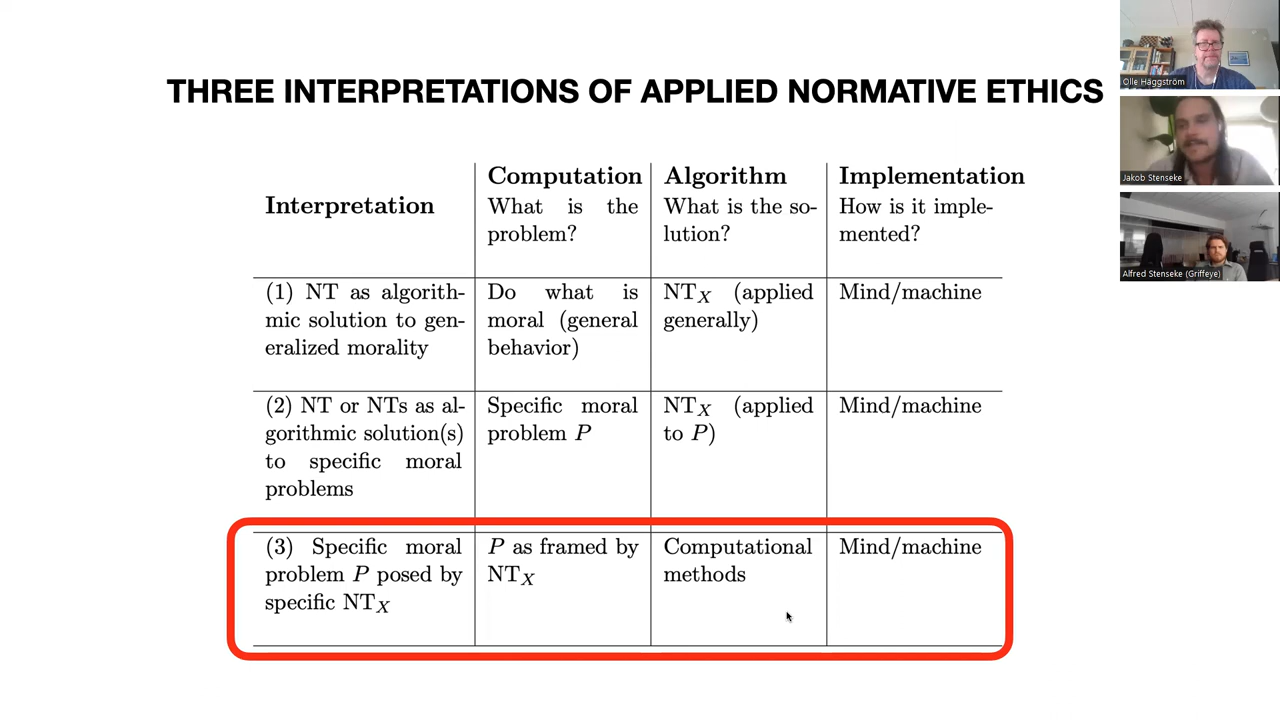 THREE INTERPRETATIONS OF APPLIED NORMATIVE ETHICS
Interpretation
Computation
What is the
problem?
Algorithm
What is the so-
lution?
Implementation
How is it imple-
mented?
(1) NT as algorith-
mic solution to gen-
eralized morality
Do what is
moral (general
behavior)
NTX (applied
generally)
Mind/machine
(2) NT or NTs as al-
gorithmic solution(s)
to specific moral
problems
Specific moral
problem P
NTX (applied
to P)
Mind/machine
(3) Specific moral
problem P posed by
specific NTX
P as framed by
NTX
Computational
methods
Mind/machine
Olle Häggström
Jakob Stenseke
Alfred Stenseke (Griffeye)